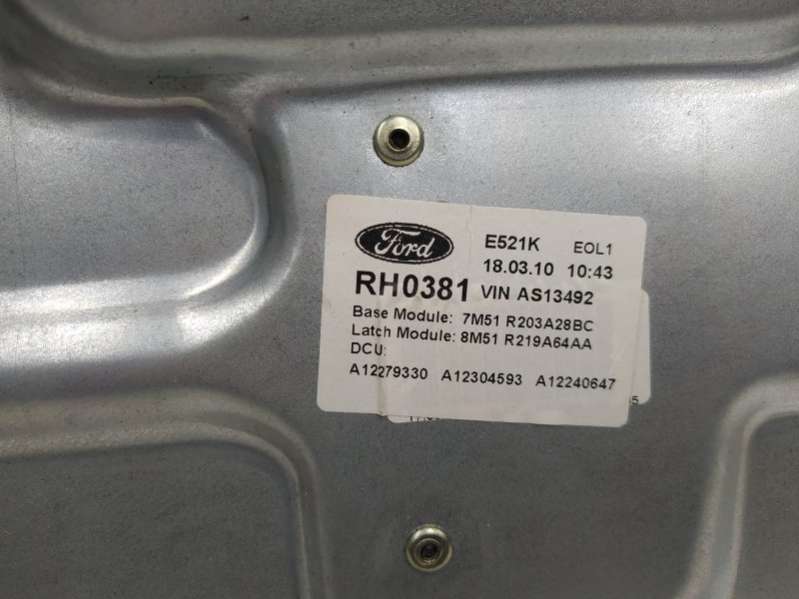 Ford
E521K EOL1
18.03.10 10:43
RH0381 VIN AS13492
Base Module: 7M51 R203A28BC
Latch Module: 8M51 R219A64AA
DCU:
A12279330 A12304593 A12240647